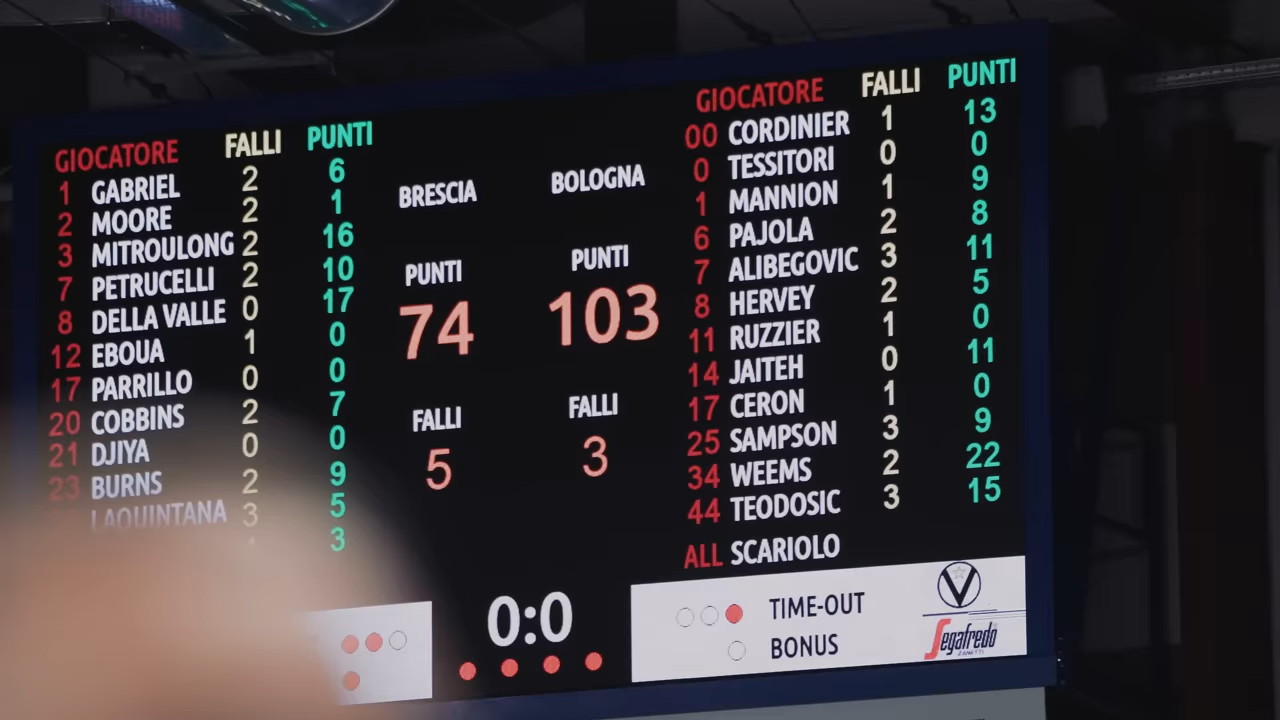 GIOCATORE FALLI PUNTI
1 GABRIEL 2 6
2 MOORE 2 1
3 MITROULONG 2 16
7 PETRUCELLI 2 10
8 DELLA VALLE 0 17
12 EBOUA 1 0
17 PARRILLO 0 0
20 COBBINS 2 7
21 DJIYA 0 0
23 BURNS 2 9
LAQUINTANA 3 5
3
BRESCIA BOLOGNA
PUNTI PUNTI
74 103
FALLI FALLI
5 3
0:0
GIOCATORE FALLI PUNTI
00 CORDINIER 1 13
0 TESSITORI 0 0
1 MANNION 1 9
6 PAJOLA 2 8
7 ALIBEGOVIC 3 11
8 HERVEY 2 5
11 RUZZIER 1 0
14 JAITEH 0 11
17 CERON 1 0
25 SAMPSON 3 9
34 WEEMS 2 22
44 TEODOSIC 3 15
ALL SCARIOLO
TIME-OUT
BONUS
V
Segafredo
ZANETTI